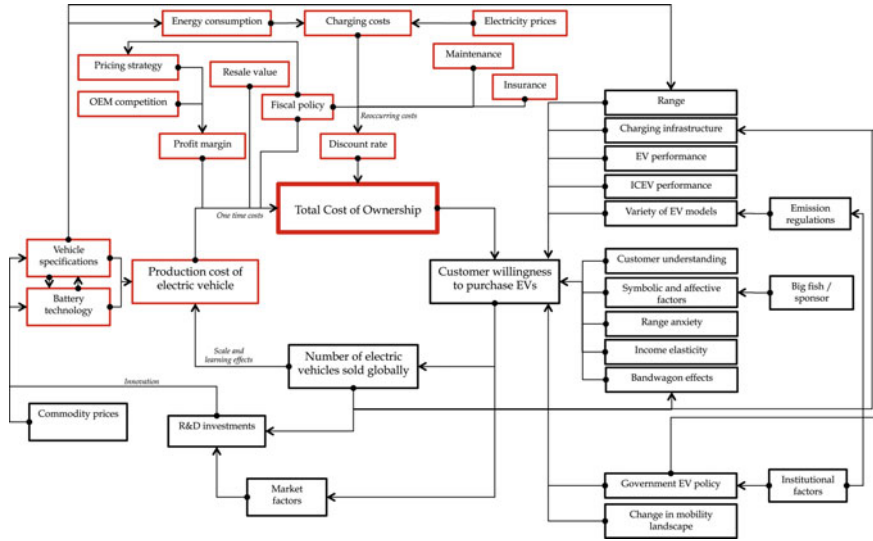 Energy consumption
Charging costs
Electricity prices
Pricing strategy
Resale value
Maintenance
Insurance
OEM competition
Fiscal policy
Reoccurring costs
Range
Charging infrastructure
Profit margin
Discount rate
EV performance
ICEV performance
Total Cost of Ownership
One time costs
Variety of EV models
Emission
regulations
Vehicle
specifications
Production cost of
electric vehicle
Customer willingness
to purchase EVs
Customer understanding
Battery
technology
Symbolic and affective
factors
Big fish /
sponsor
Range anxiety
Scale and
learning effects
Number of electric
vehicles sold globally
Income elasticity
Bandwagon effects
Innovation
Commodity prices
R&D investments
Market
factors
Government EV policy
Institutional
factors
Change in mobility
landscape